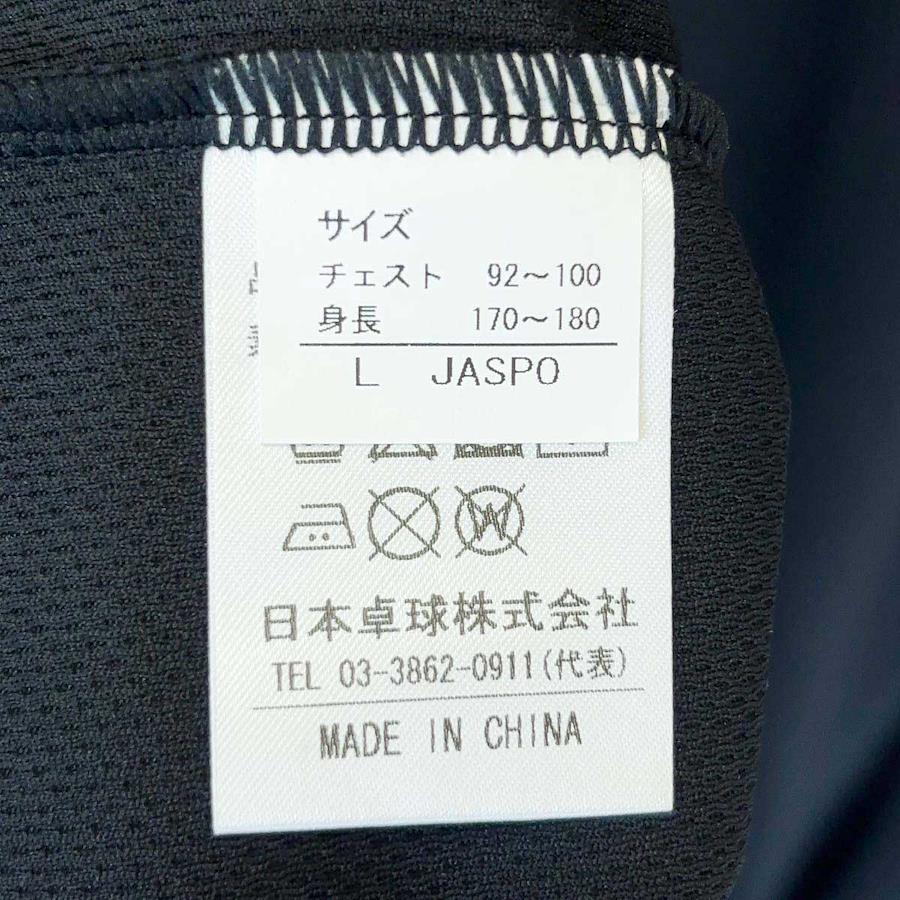 サイズ
チェスト 92～100
身長 170～180
L JASPO
日本卓球株式会社
TEL 03-3862-0911(代表)
MADE IN CHINA